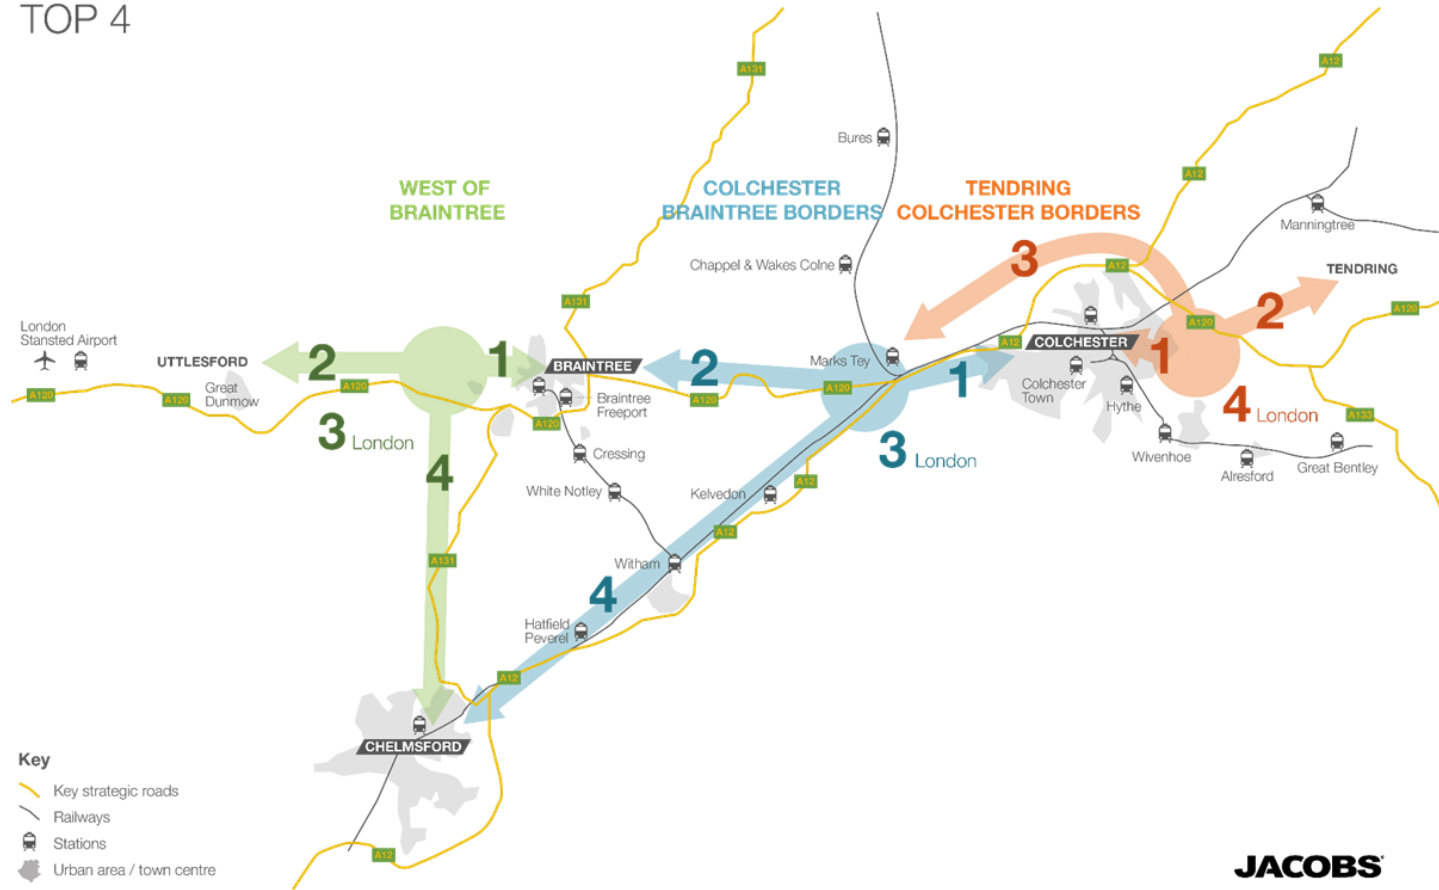 TOP 4
A131
A12
Bures
A12
WEST OF
BRAINTREE
COLCHESTER
BRAINTREE BORDERS
TENDRING
COLCHESTER BORDERS
Manningtree
3
Chappel & Wakes Colne
A12
TENDRING
A131
2
A120
A120
London
Stansted Airport
UTTLESFORD
2
1
BRAINTREE
Marks Tey
A12
COLCHESTER
1
2
1
Great
Dunmow
A120
A120
A120
Braintree
Freeport
A120
A120
Colchester
Town
Hythe
4 London
A133
A120
3 London
3 London
Wivenhoe
Alresford
Great Bentley
Cressing
4
White Notley
Kelvedon
A12
A12
A131
Witham
4
Hatfield
Peverel
A12
CHELMSFORD
Key
Key strategic roads
Railways
Stations
Urban area / town centre
A12
JACOBS